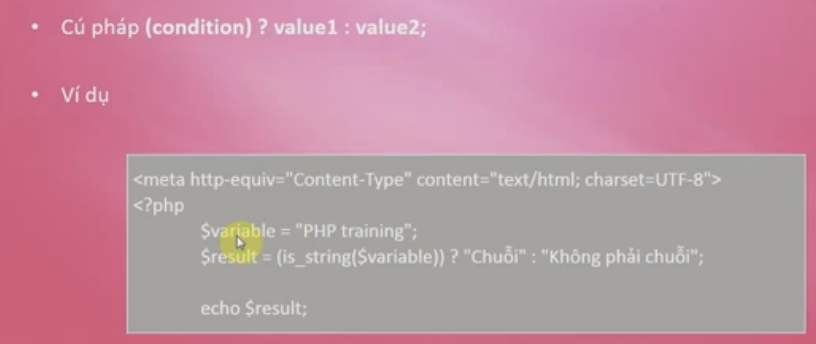 • Cú pháp (condition) ? value1 : value2;
• Ví dụ
<meta http-equiv="Content-Type" content="text/html; charset=UTF-8">
<?php
$variable = "PHP training";
$result = (is_string($variable)) ? "Chuỗi" : "Không phải chuỗi";
echo $result;